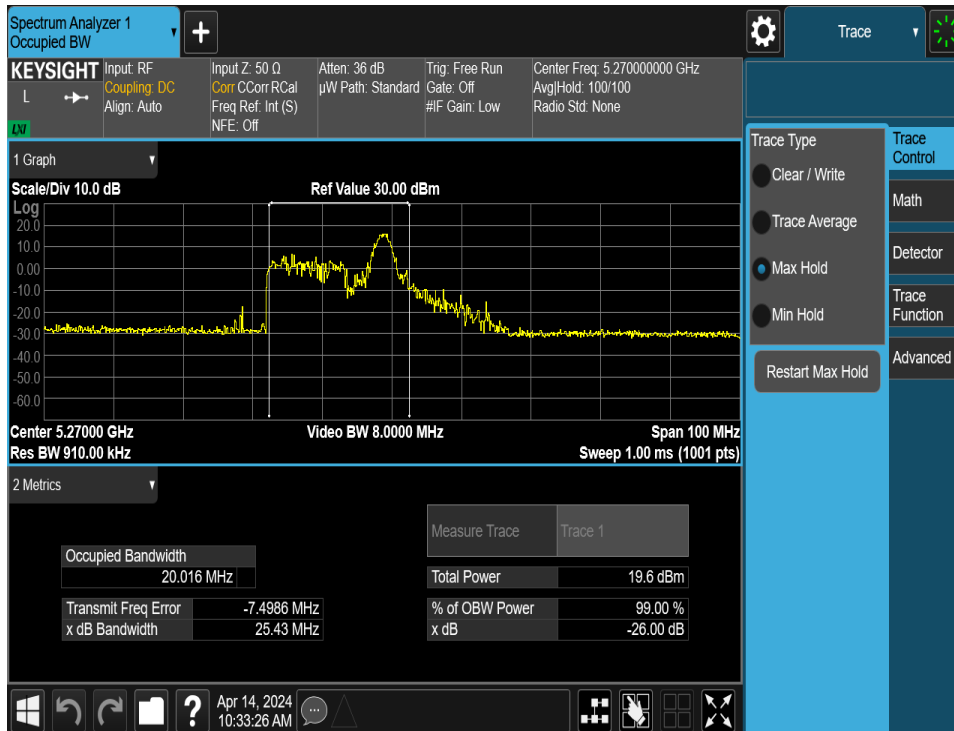 Spectrum Analyzer 1
Occupied BW
+
Trace
KEYSIGHT
L
LXI
Input: RF
Coupling: DC
Align: Auto
Input Z: 50 Ω
Corr CCorr RCal
Freq Ref: Int (S)
NFE: Off
Atten: 36 dB
µW Path: Standard
Trig: Free Run
Gate: Off
#IF Gain: Low
Center Freq: 5.270000000 GHz
Avg|Hold: 100/100
Radio Std: None
1 Graph
Scale/Div 10.0 dB
Ref Value 30.00 dBm
Log
20.0
10.0
0.00
-10.0
-20.0
-30.0
-40.0
-50.0
-60.0
Center 5.27000 GHz
Video BW 8.0000 MHz
Span 100 MHz
Res BW 910.00 kHz
Sweep 1.00 ms (1001 pts)
2 Metrics
Measure Trace
Trace 1
Occupied Bandwidth
20.016 MHz
Total Power
19.6 dBm
Transmit Freq Error
-7.4986 MHz
% of OBW Power
99.00 %
x dB Bandwidth
25.43 MHz
x dB
-26.00 dB
Trace Type
Clear / Write
Trace Average
Max Hold
Min Hold
Restart Max Hold
Trace
Control
Math
Detector
Trace
Function
Advanced
?
Apr 14, 2024
10:33:26 AM